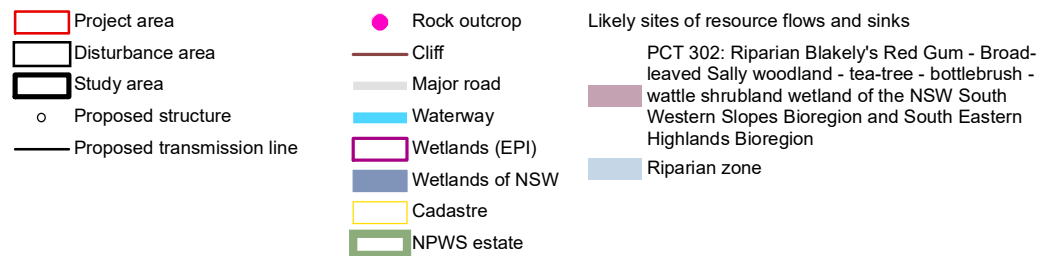 Project area
Disturbance area
Study area
Proposed structure
Proposed transmission line
Rock outcrop
Cliff
Major road
Waterway
Wetlands (EPI)
Wetlands of NSW
Cadastre
NPWS estate
Likely sites of resource flows and sinks
PCT 302: Riparian Blakely's Red Gum - Broad-
leaved Sally woodland - tea-tree - bottlebrush -
wattle shrubland wetland of the NSW South
Western Slopes Bioregion and South Eastern
Highlands Bioregion
Riparian zone